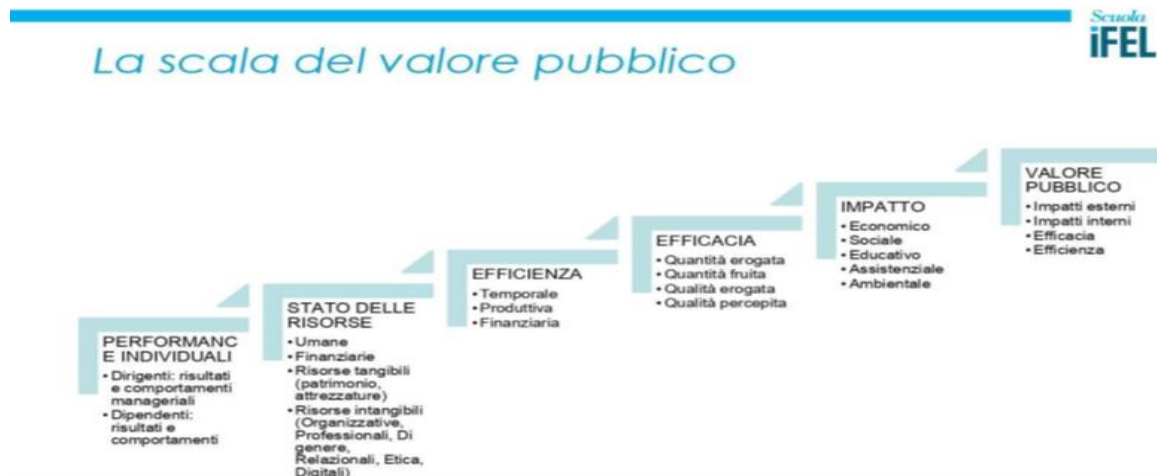 Scuola
iFEL
La scala del valore pubblico
PERFORMANC
E INDIVIDUALI
• Dirigenti: risultati
e comportamenti
manageriali
• Dipendenti:
risultati e
comportamenti
STATO DELLE
RISORSE
• Umane
• Finanziarie
• Risorse tangibili
(patrimonio,
attrezzature)
• Risorse intangibili
(Organizzative,
Professionali, Di
genere,
Relazionali, Etica,
Digitali)
EFFICIENZA
• Temporale
• Produttiva
• Finanziaria
EFFICACIA
• Quantità erogata
• Quantità fruita
• Qualità erogata
• Qualità percepita
IMPATTO
• Economico
• Sociale
• Educativo
• Assistenziale
• Ambientale
VALORE
PUBBLICO
• Impatti esterni
• Impatti interni
• Efficacia
• Efficienza